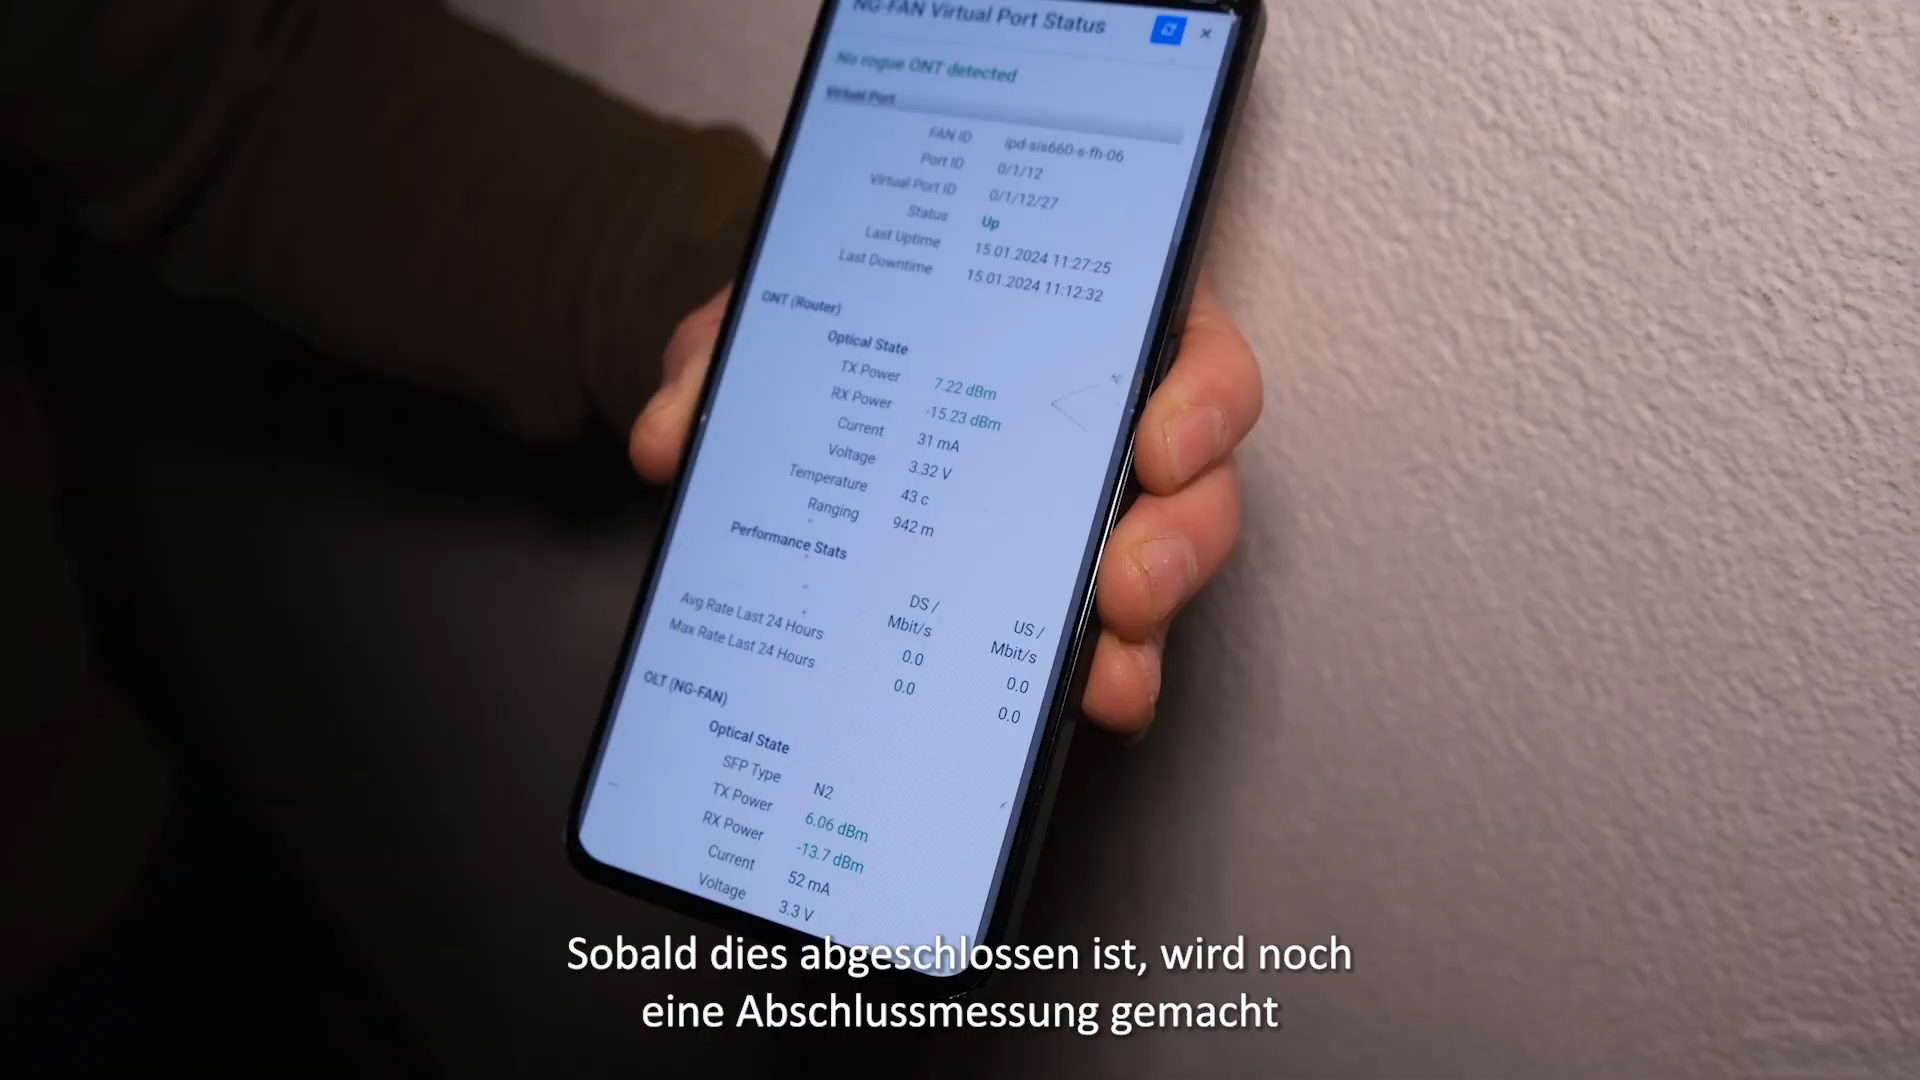 NG-FAN Virtual Port Status
No rogue ONT detected
Virtual Port
FAN ID ipd-sis660-s-fh-06
Port ID 0/1/12
Virtual Port ID 0/1/12/27
Status Up
Last Uptime 15.01.2024 11:27:25
Last Downtime 15.01.2024 11:12:32
ONT (Router)
Optical State
TX Power 7.22 dBm
RX Power -15.23 dBm
Current 31 mA
Voltage 3.32 V
Temperature 43 c
Ranging 942 m
Performance Stats
DS / Mbit/s US / Mbit/s
Avg Rate Last 24 Hours 0.0 0.0
Max Rate Last 24 Hours 0.0 0.0
OLT (NG-FAN)
Optical State
SFP Type N2
TX Power 6.06 dBm
RX Power -13.7 dBm
Current 52 mA
Voltage 3.3 V
Sobald dies abgeschlossen ist, wird noch
eine Abschlussmessung gemacht